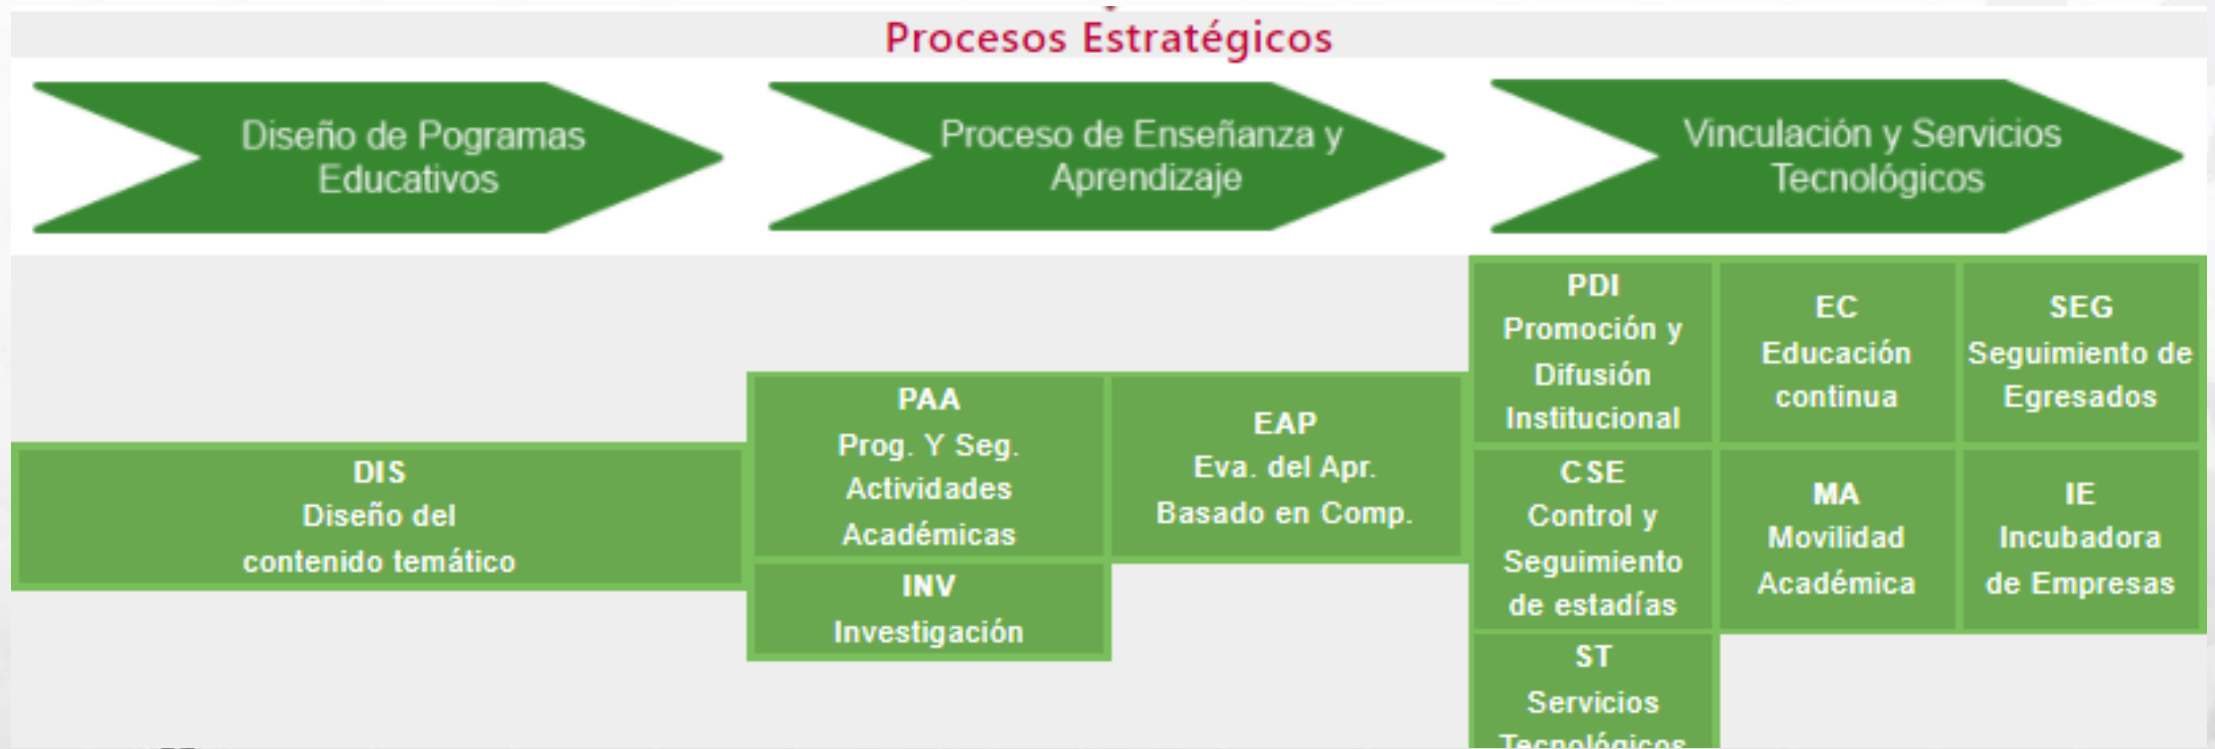 Procesos Estratégicos
Diseño de Pogramas
Educativos
Proceso de Enseñanza y
Aprendizaje
Vinculación y Servicios
Tecnológicos
DIS
Diseño del
contenido temático
PAA
Prog. Y Seg.
Actividades
Académicas
EAP
Eva. del Apr.
Basado en Comp.
INV
Investigación
PDI
Promoción y
Difusión
Institucional
EC
Educación
continua
SEG
Seguimiento de
Egresados
CSE
Control y
Seguimiento
de estadías
MA
Movilidad
Académica
IE
Incubadora
de Empresas
ST
Servicios
Tecnológicos